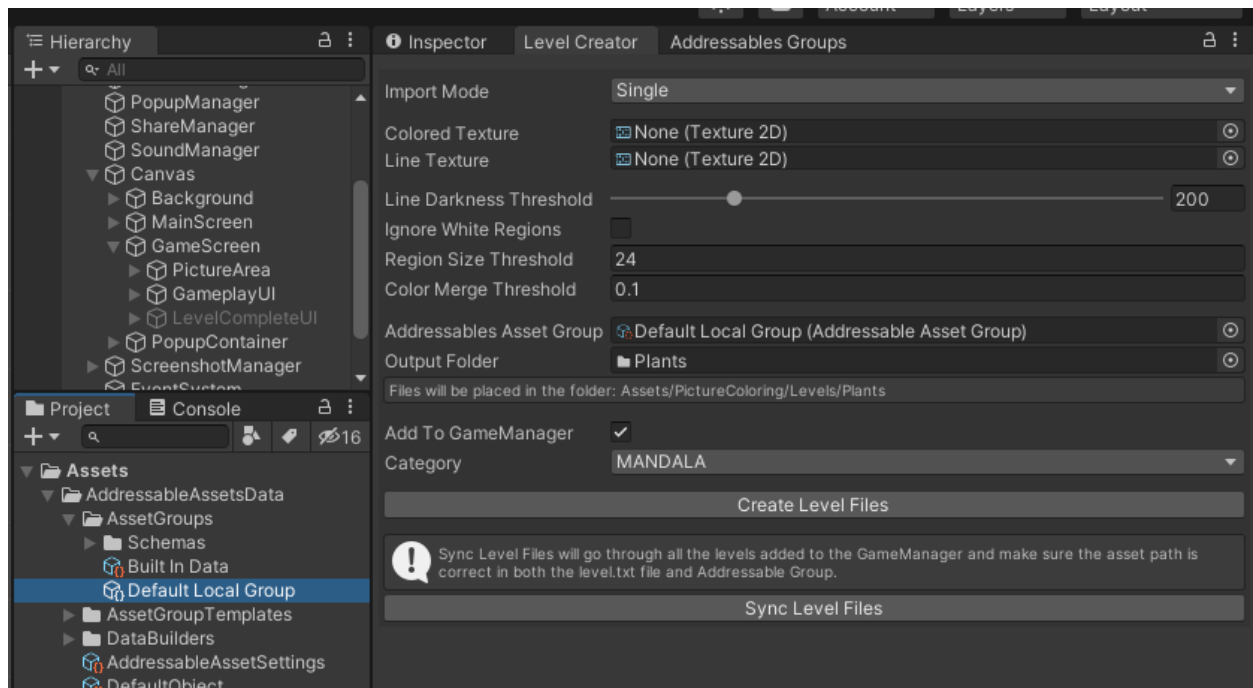 Account Layers Layout
Hierarchy
All
PopupManager
ShareManager
SoundManager
Canvas
Background
MainScreen
GameScreen
PictureArea
GameplayUI
LevelCompleteUI
PopupContainer
ScreenshotManager
EventSystem
Project Console
16
Assets
AddressableAssetsData
AssetGroups
Schemas
Built In Data
Default Local Group
AssetGroupTemplates
DataBuilders
AddressableAssetSettings
DefaultObject
Inspector Level Creator Addressables Groups
Import Mode Single
Colored Texture None (Texture 2D)
Line Texture None (Texture 2D)
Line Darkness Threshold 200
Ignore White Regions
Region Size Threshold 24
Color Merge Threshold 0.1
Addressables Asset Group Default Local Group (Addressable Asset Group)
Output Folder Plants
Files will be placed in the folder: Assets/PictureColoring/Levels/Plants
Add To GameManager
Category MANDALA
Create Level Files
Sync Level Files will go through all the levels added to the GameManager and make sure the asset path is
correct in both the level.txt file and Addressable Group.
Sync Level Files